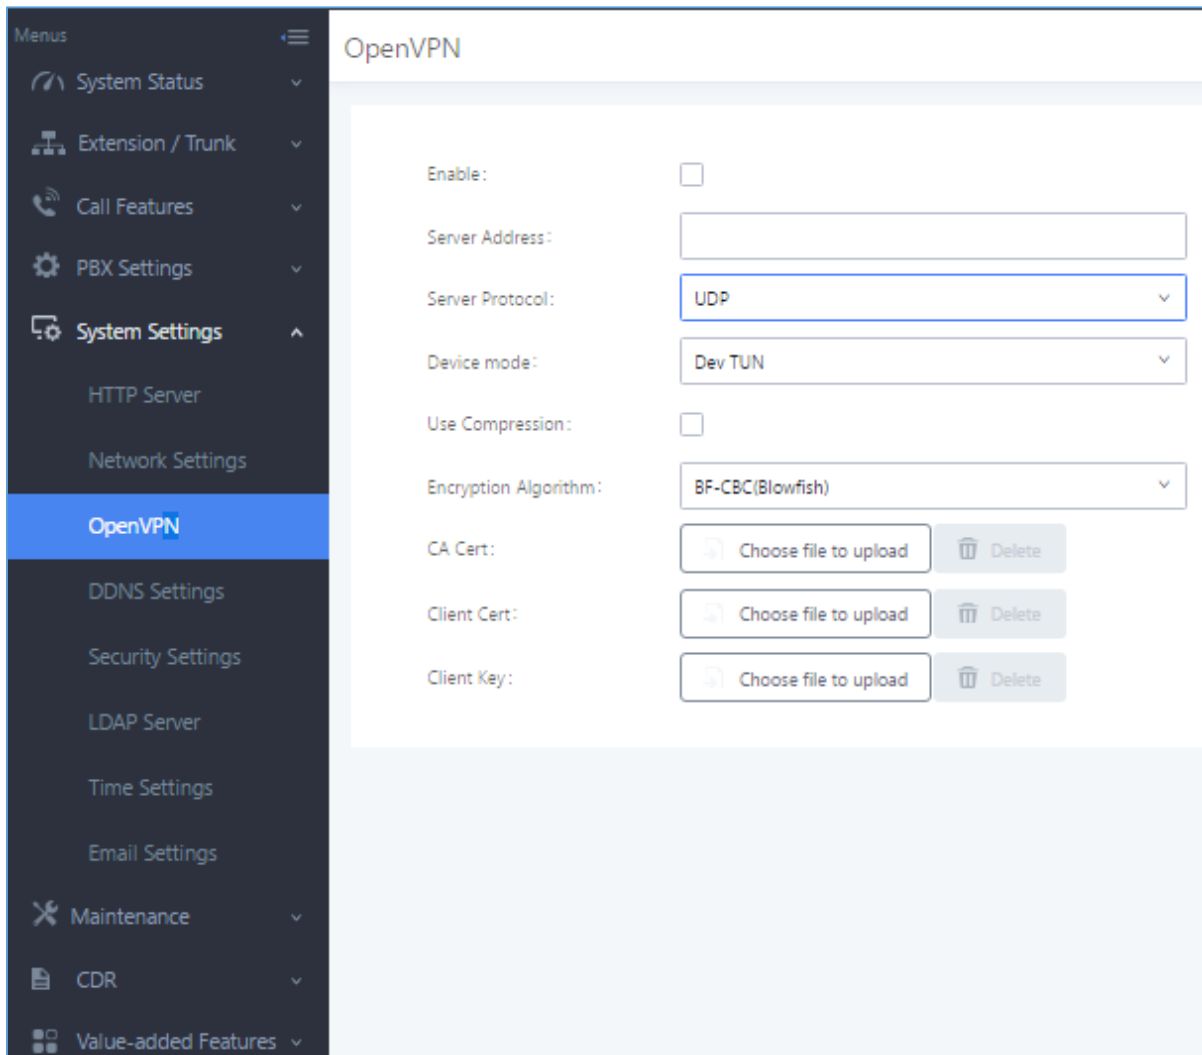 Menus
System Status
Extension / Trunk
Call Features
PBX Settings
System Settings
HTTP Server
Network Settings
OpenVPN
DDNS Settings
Security Settings
LDAP Server
Time Settings
Email Settings
Maintenance
CDR
Value-added Features
OpenVPN
Enable:
Server Address:
Server Protocol: UDP
Device mode: Dev TUN
Use Compression:
Encryption Algorithm: BF-CBC(Blowfish)
CA Cert: Choose file to upload Delete
Client Cert: Choose file to upload Delete
Client Key: Choose file to upload Delete